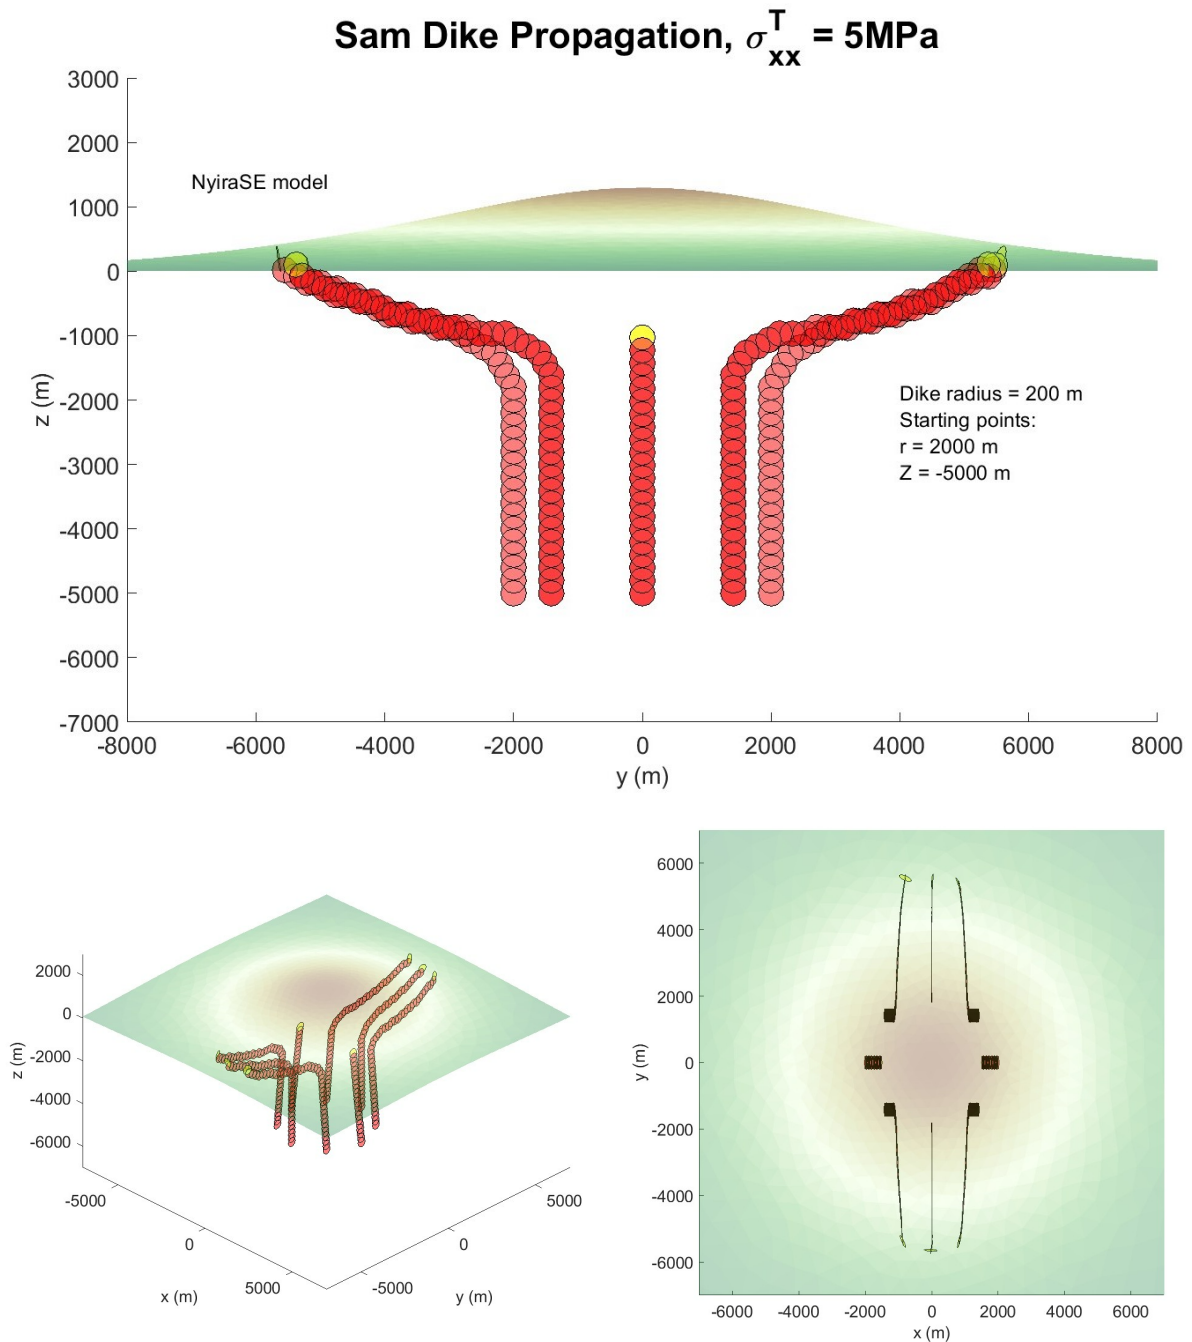 Sam Dike Propagation, σ^T_xx = 5MPa
3000
2000
1000
0
-1000
-2000
-3000
-4000
-5000
-6000
-7000
z (m)
NyiraSE model
Dike radius = 200 m
Starting points:
r = 2000 m
Z = -5000 m
-8000 -6000 -4000 -2000 0 2000 4000 6000 8000
y (m)
2000
0
-2000
-4000
-6000
z (m)
-5000
0
5000
x (m)
-5000
0
5000
y (m)
6000
4000
2000
0
-2000
-4000
-6000
y (m)
-6000 -4000 -2000 0 2000 4000 6000
x (m)